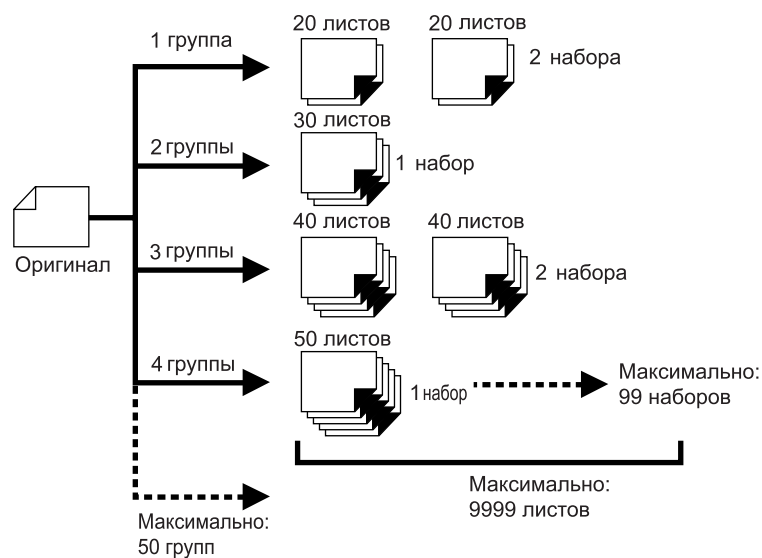 1 группа
20 листов
20 листов
2 набора
2 группы
30 листов
1 набор
Оригинал
3 группы
40 листов
40 листов
2 набора
4 группы
50 листов
1 набор
Максимально:
99 наборов
Максимально:
9999 листов
Максимально:
50 групп